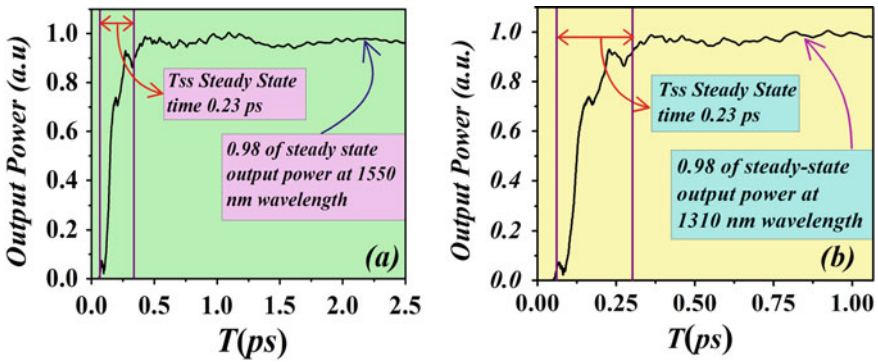 Output Power (a.u)
1.0
0.8
0.6
0.4
0.2
0.0
Tss Steady State
time 0.23 ps
0.98 of steady state
output power at 1550
nm wavelength
(a)
0.0 0.5 1.0 1.5 2.0 2.5
T(ps)
Output Power (a.u.)
1.0
0.8
0.6
0.4
0.2
0.0
Tss Steady State
time 0.23 ps
0.98 of steady-state
output power at
1310 nm wavelength
(b)
0.00 0.25 0.50 0.75 1.00
T(ps)